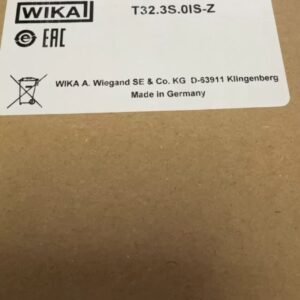 WIKA
T32.3S.0IS-Z
EAC
WIKA A. Wiegand SE & Co. KG D-63911 Klingenberg
Made in Germany